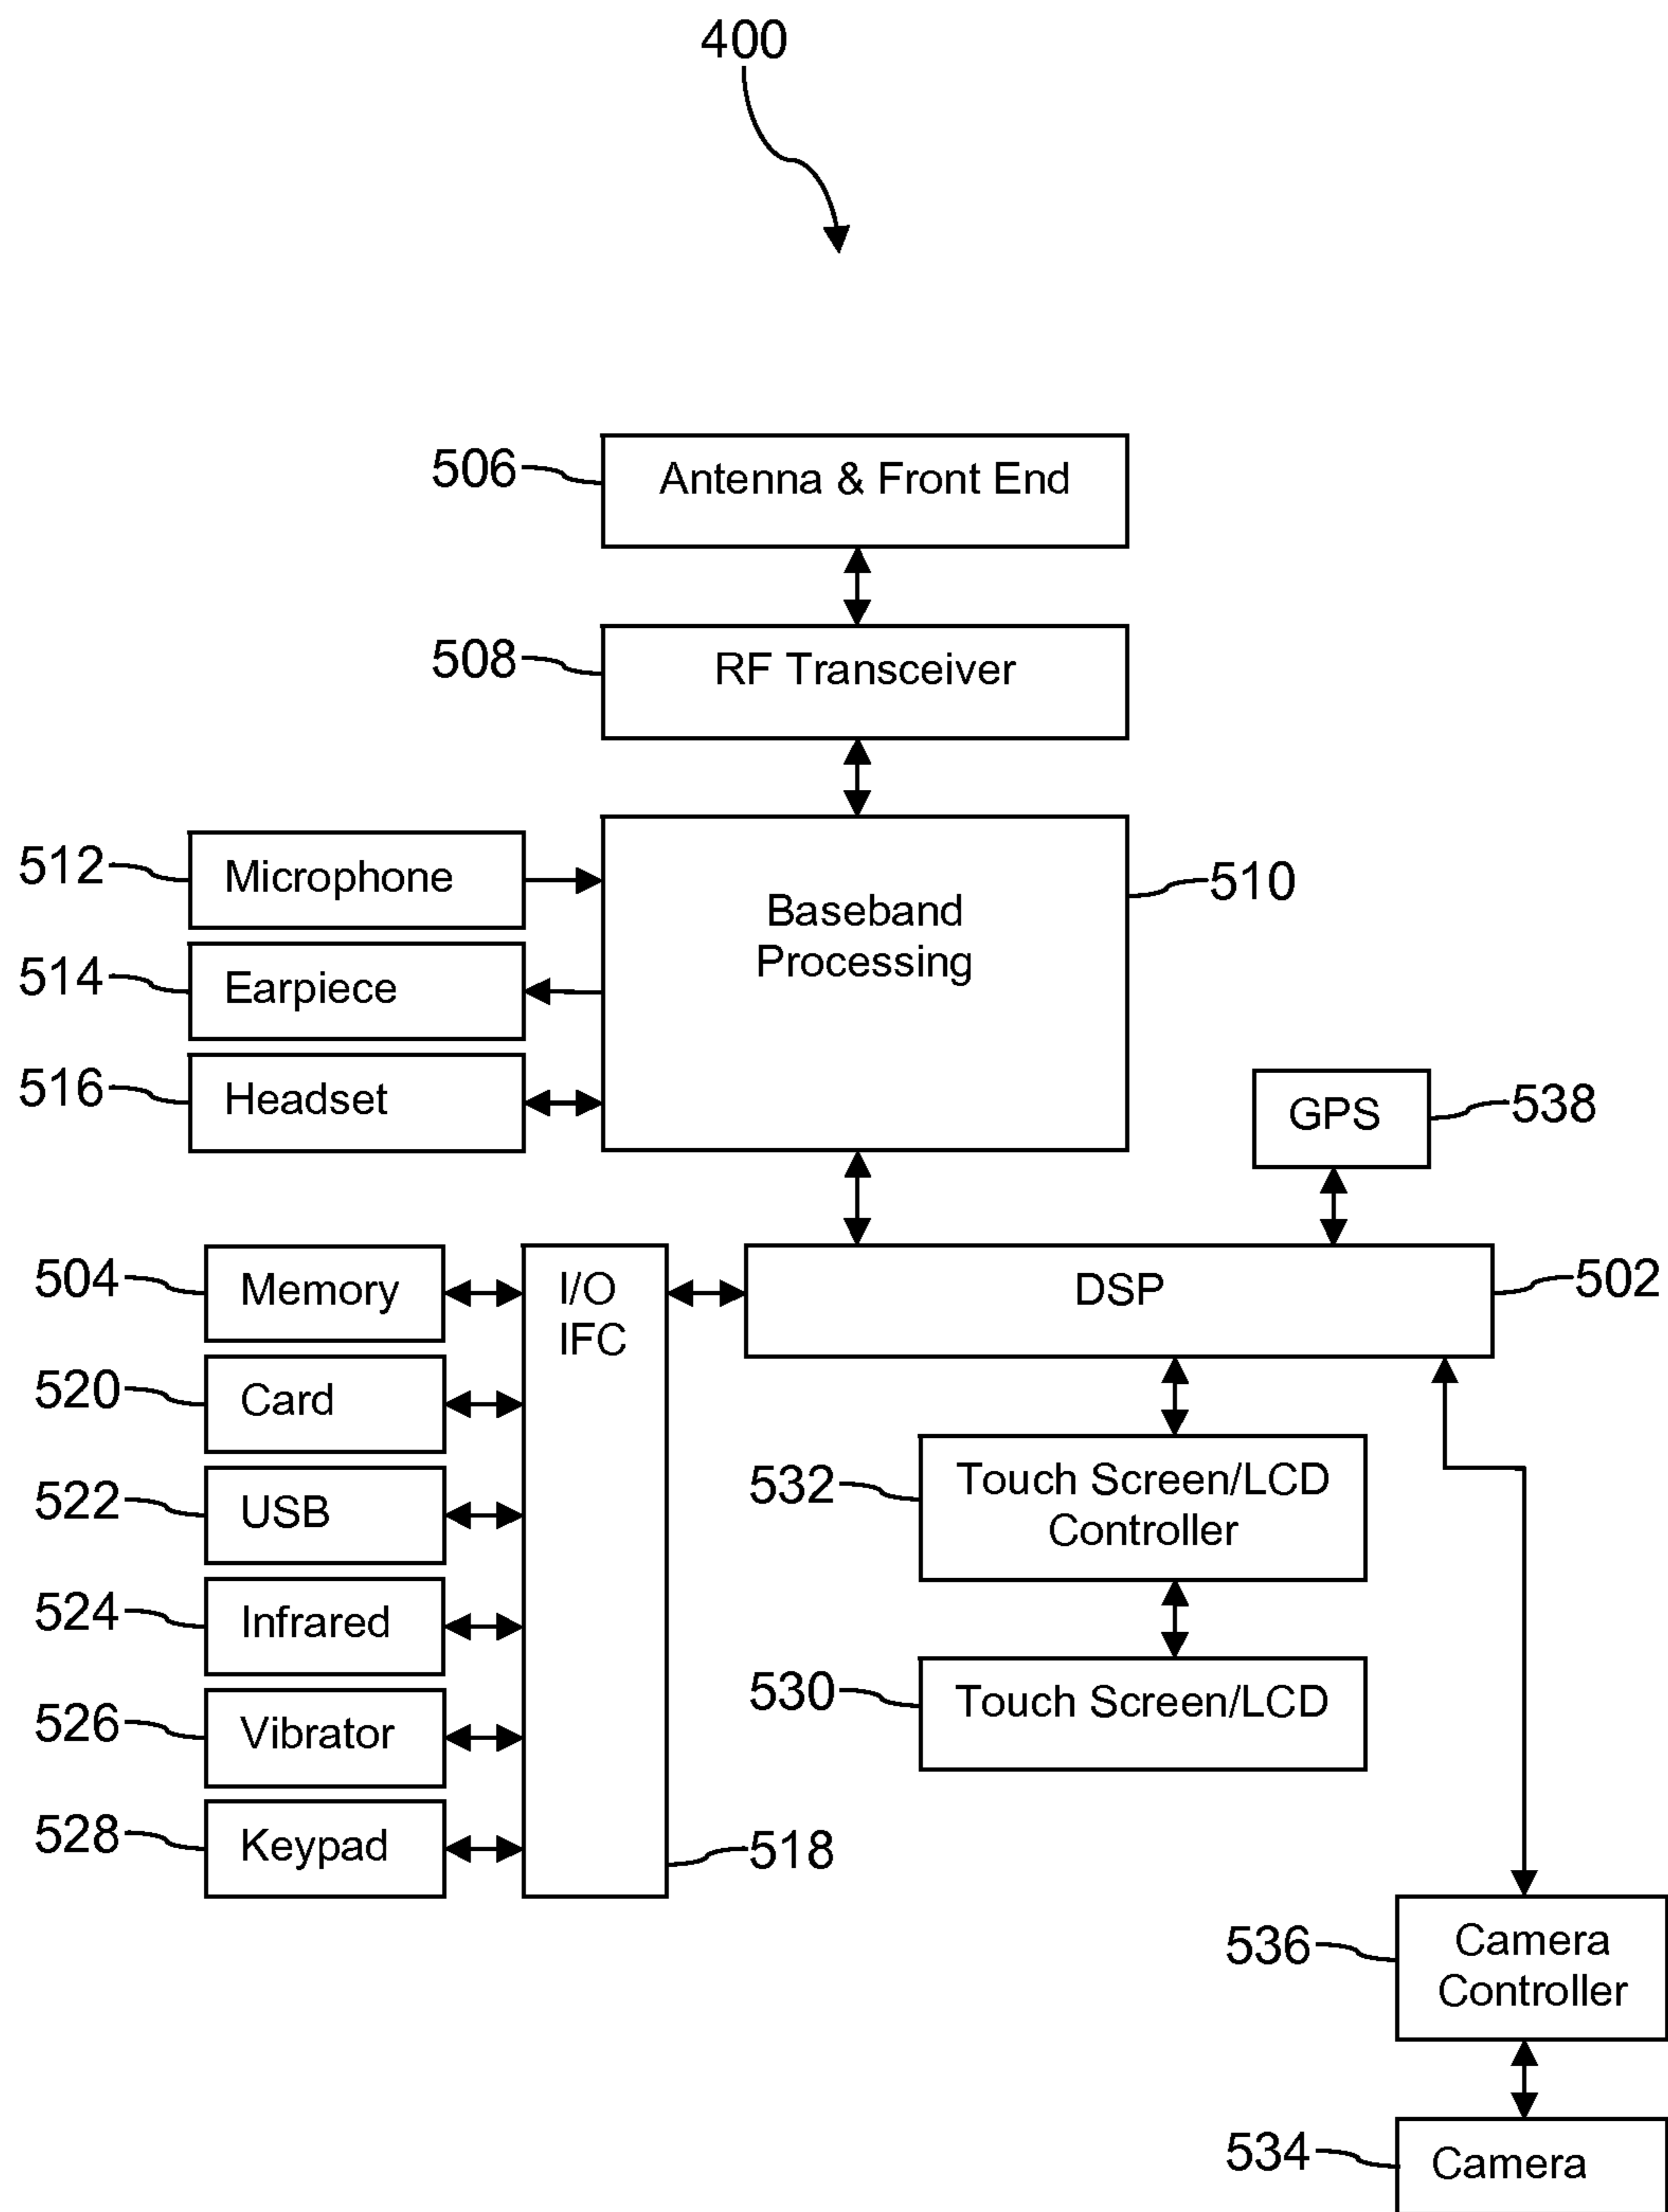 400
506
Antenna & Front End
508
RF Transceiver
512
Microphone
Baseband
Processing
510
514
Earpiece
516
Headset
GPS
538
504
Memory
I/O
IFC
DSP
502
520
Card
522
USB
532
Touch Screen/LCD
Controller
524
Infrared
526
Vibrator
530
Touch Screen/LCD
528
Keypad
518
536
Camera
Controller
534
Camera